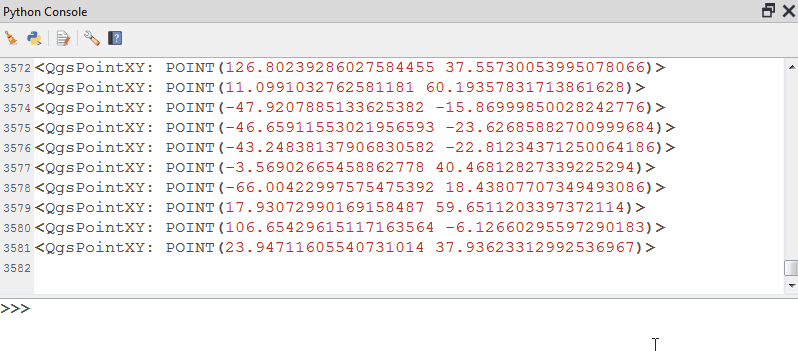 Python Console
3572 <QgsPointXY: POINT(126.80239286027584455 37.55730053995078066)>
3573 <QgsPointXY: POINT(11.0991032762581181 60.19357831713861628)>
3574 <QgsPointXY: POINT(-47.9207885133625382 -15.86999850028242776)>
3575 <QgsPointXY: POINT(-46.65911553021956593 -23.62685882700999684)>
3576 <QgsPointXY: POINT(-43.24838137906830582 -22.81234371250064186)>
3577 <QgsPointXY: POINT(-3.56902665458862778 40.46812827339225294)>
3578 <QgsPointXY: POINT(-66.00422997575475392 18.43807707349493086)>
3579 <QgsPointXY: POINT(17.93072990169158487 59.6511203397372114)>
3580 <QgsPointXY: POINT(106.65429615117163564 -6.12660295597290183)>
3581 <QgsPointXY: POINT(23.94711605540731014 37.93623312992536967)>
3582
>>>